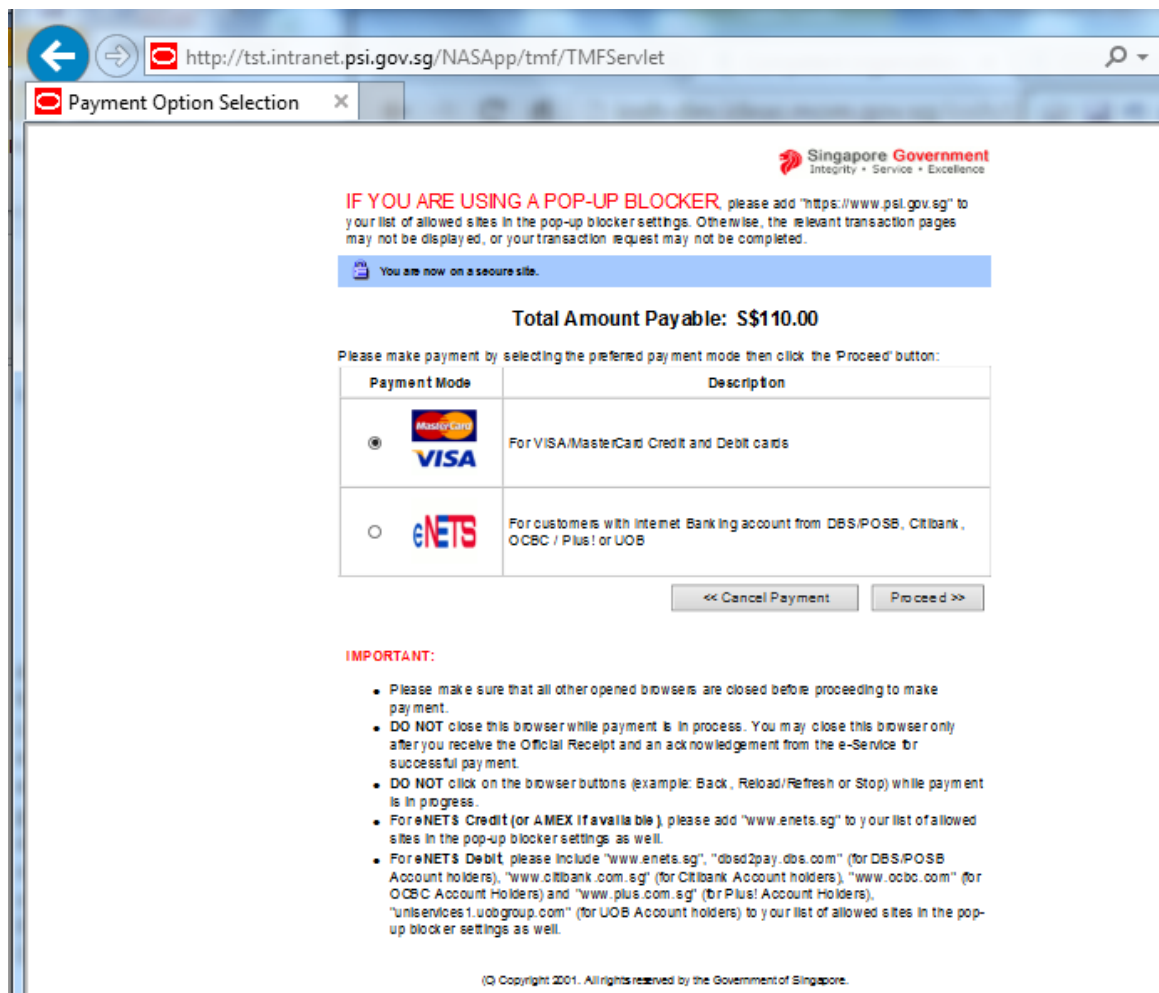 http://tst.intranet.psi.gov.sg/NASApp/tmf/TMFServlet
Payment Option Selection
Singapore Government
Integrity • Service • Excellence
IF YOU ARE USING A POP-UP BLOCKER, please add "https://www.psi.gov.sg" to
your list of allowed sites in the pop-up blocker settings. Otherwise, the relevant transaction pages
may not be displayed, or your transaction request may not be completed.
You are now on a secure site.
Total Amount Payable: S$110.00
Please make payment by selecting the preferred payment mode then click the 'Proceed' button:
Payment Mode Description
MasterCard
VISA
For VISA/MasterCard Credit and Debit cards
eNETS
For customers with Internet Banking account from DBS/POSB, Citibank,
OCBC / Plus! or UOB
<< Cancel Payment Proceed >>
IMPORTANT:
• Please make sure that all other opened browsers are closed before proceeding to make
payment.
• DO NOT close this browser while payment is in process. You may close this browser only
after you receive the Official Receipt and an acknowledgement from the e-Service for
successful payment.
• DO NOT click on the browser buttons (example: Back, Reload/Refresh or Stop) while payment
is in progress.
• For eNETS Credit (or AMEX if available), please add "www.enets.sg" to your list of allowed
sites in the pop-up blocker settings as well.
• For eNETS Debit, please include "www.enets.sg", "dbsd2pay.dbs.com" (for DBS/POSB
Account holders), "www.citibank.com.sg" (for Citibank Account holders), "www.ocbc.com" (for
OCBC Account Holders) and "www.plus.com.sg" (for Plus! Account Holders),
"uniservices1.uobgroup.com" (for UOB Account holders) to your list of allowed sites in the pop-
up blocker settings as well.
(C) Copyright 2001. All rights reserved by the Government of Singapore.